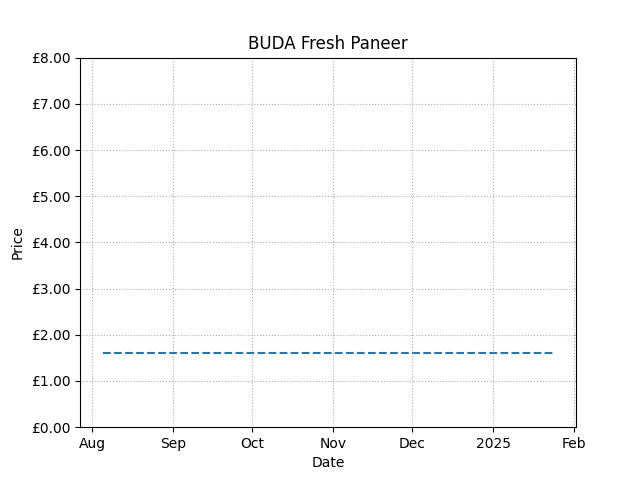 BUDA Fresh Paneer
£8.00
£7.00
£6.00
£5.00
£4.00
£3.00
£2.00
£1.00
£0.00
Price
Aug Sep Oct Nov Dec 2025 Feb
Date